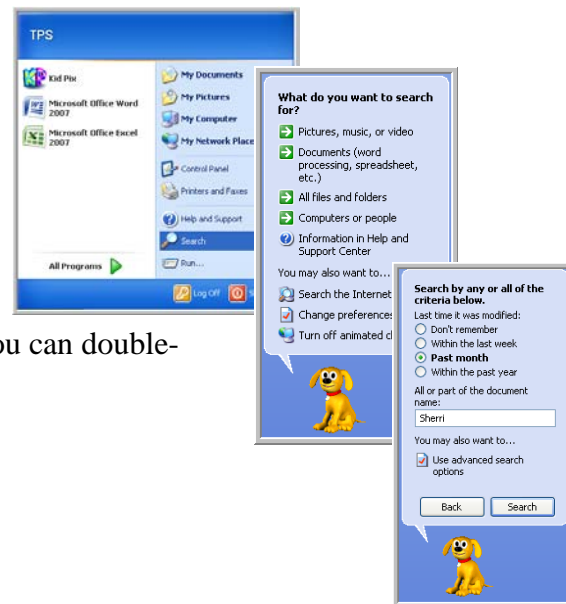 TPS
Kid Pix
Microsoft Office Word
2007
Microsoft Office Excel
2007
All Programs
My Documents
My Pictures
My Computer
My Network Place
Control Panel
Printers and Faxes
Help and Support
Search
Run...
Log Off
What do you want to search
for?
Pictures, music, or video
Documents (word
processing, spreadsheet,
etc.)
All files and folders
Computers or people
Information in Help and
Support Center
You may also want to...
Search the Internet
Change preferences
Turn off animated
Search by any or all of the
criteria below.
Last time it was modified:
Don't remember
Within the last week
Past month
Within the past year
All or part of the document
name:
Sherri
You may also want to...
Use advanced search
options
Back
Search
ou can double-